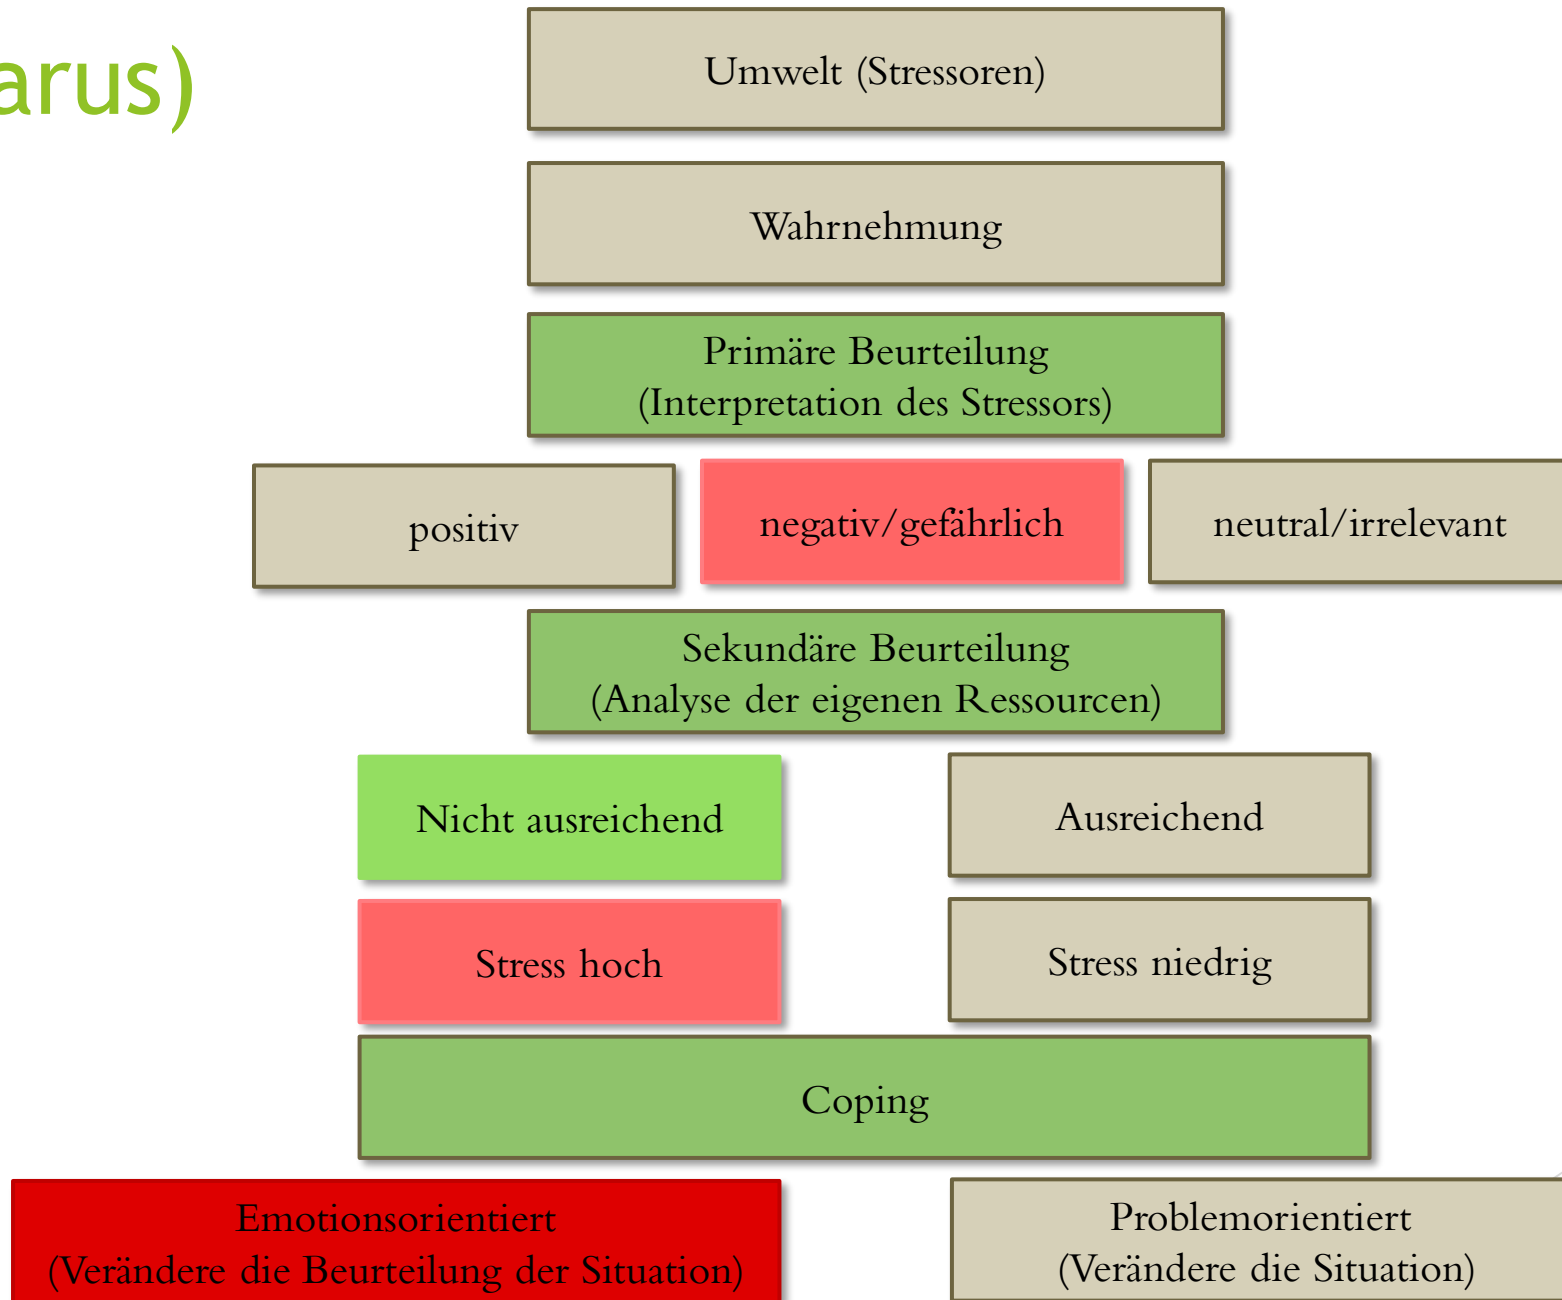 arus)
Umwelt (Stressoren)
Wahrnehmung
Primäre Beurteilung
(Interpretation des Stressors)
positiv
negativ/gefährlich
neutral/irrelevant
Sekundäre Beurteilung
(Analyse der eigenen Ressourcen)
Nicht ausreichend
Ausreichend
Stress hoch
Stress niedrig
Coping
Emotionsorientiert
(Verändere die Beurteilung der Situation)
Problemorientiert
(Verändere die Situation)